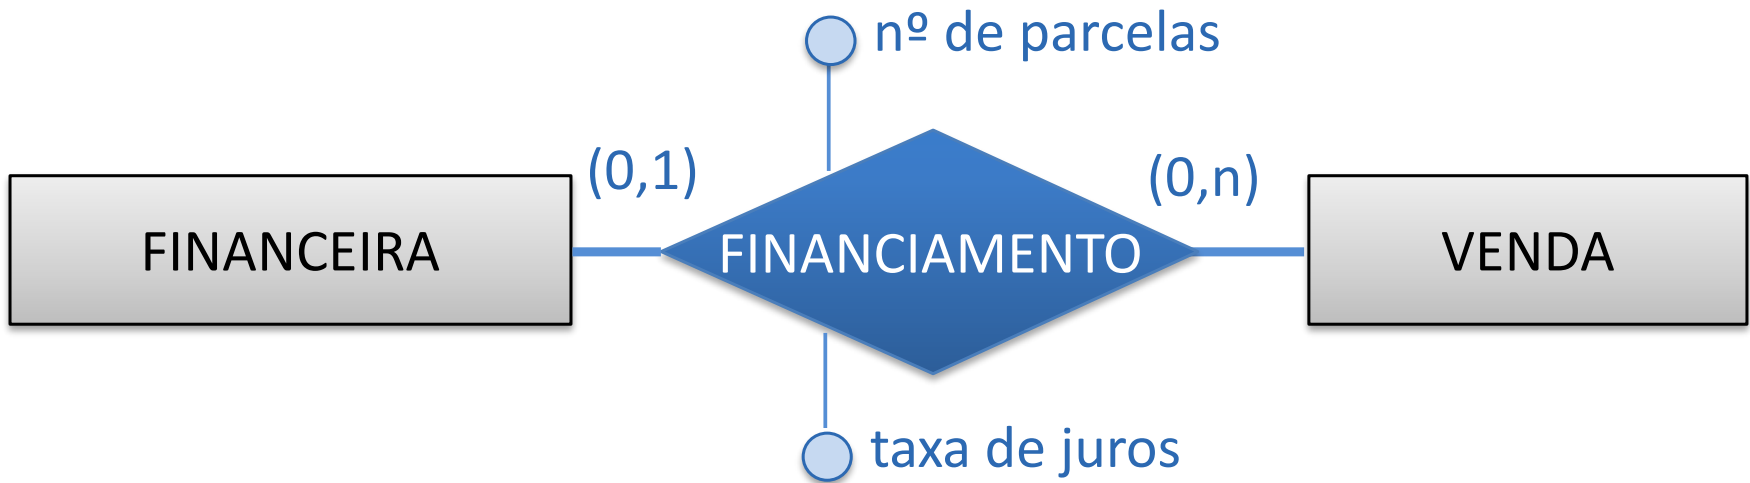 nº de parcelas
(0,1)
(0,n)
FINANCEIRA
FINANCIAMENTO
VENDA
taxa de juros